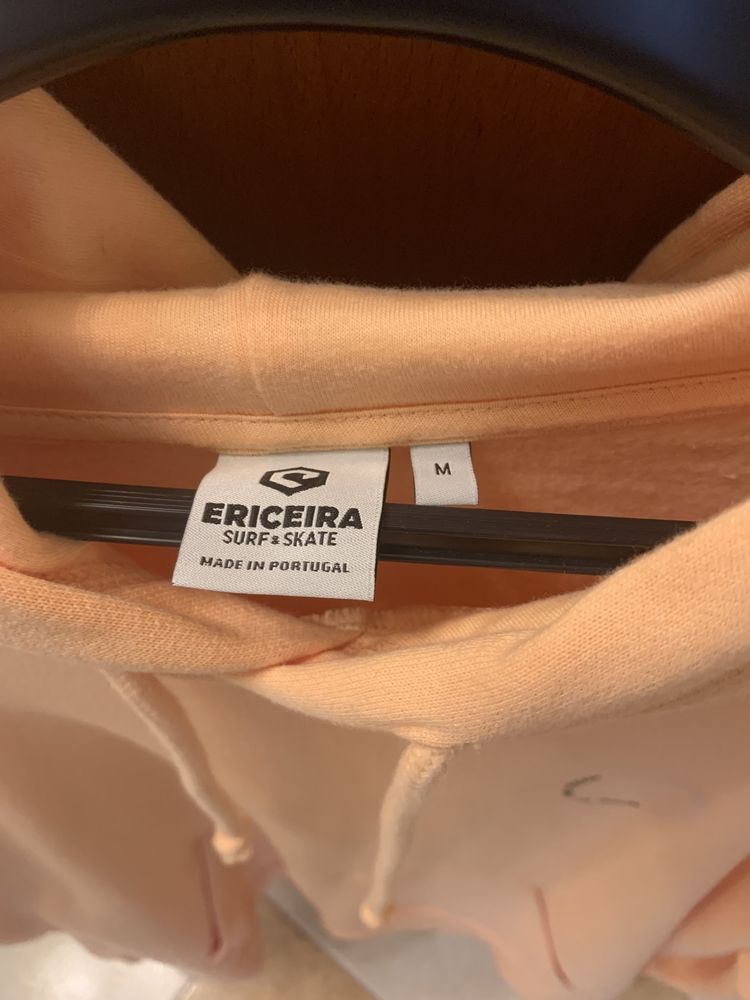 ERICEIRA
SURF & SKATE
MADE IN PORTUGAL
M